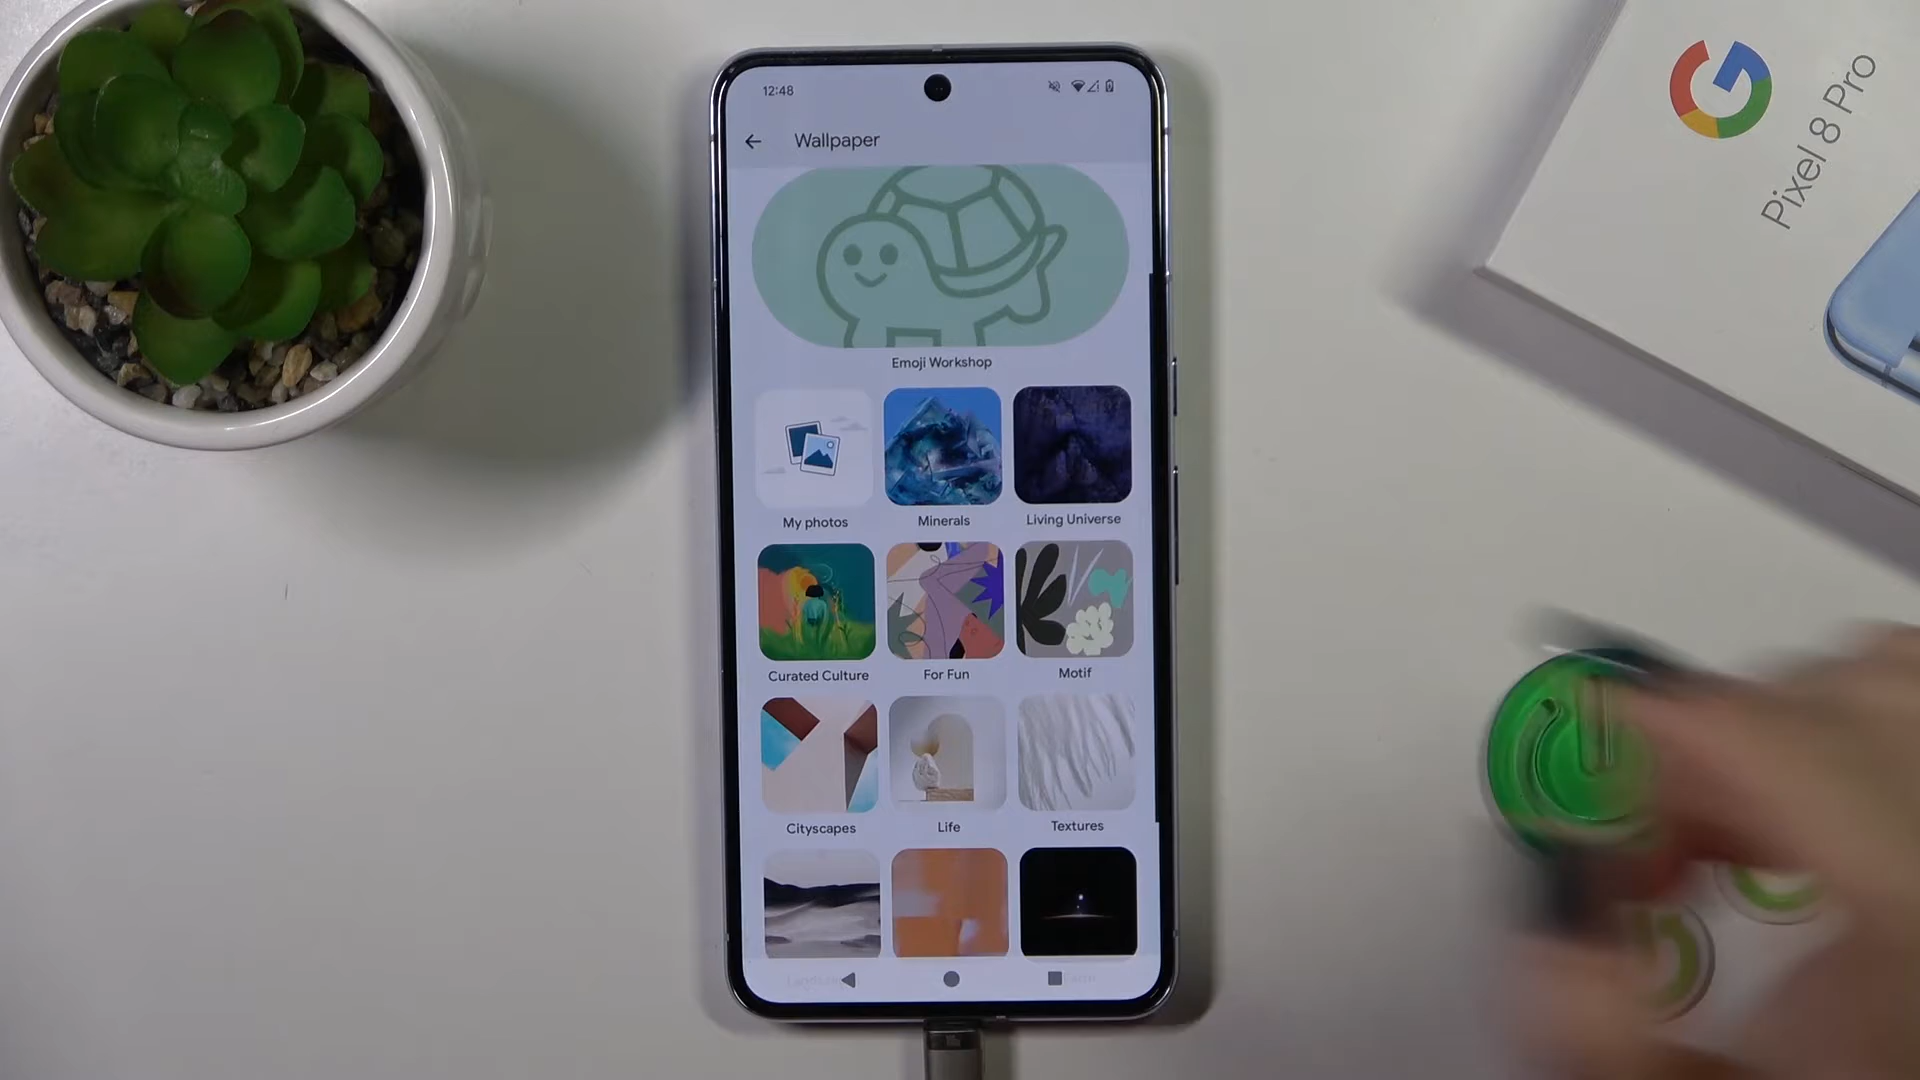 12:48
Wallpaper
Emoji Workshop
My photos
Minerals
Living Universe
Curated Culture
For Fun
Motif
Cityscapes
Life
Textures
G
Pixel 8 Pro